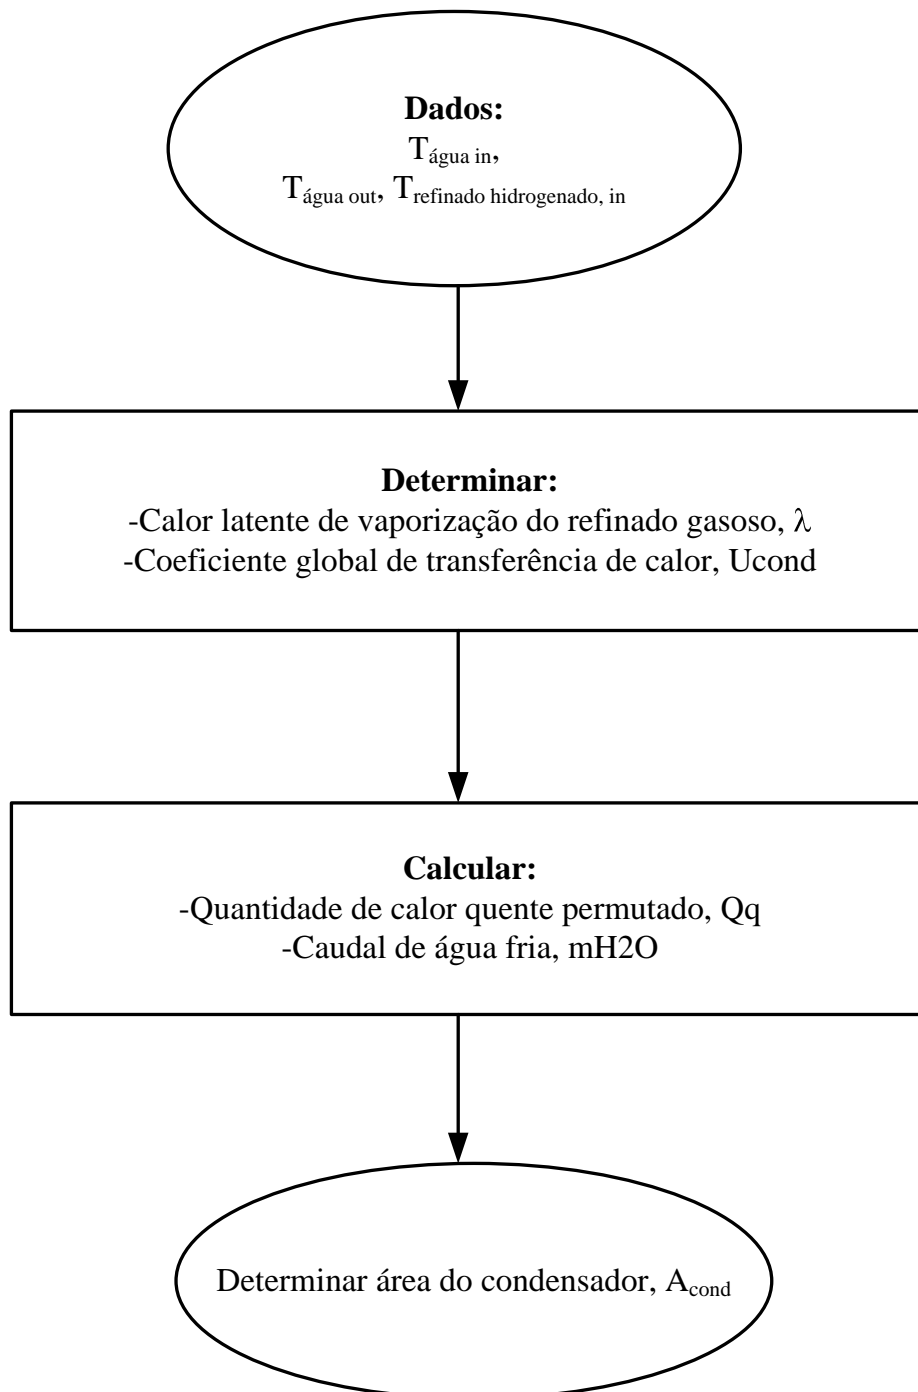 Dados:
Tágua in,
Tágua out, Trefinado hidrogenado, in
Determinar:
-Calor latente de vaporização do refinado gasoso, λ
-Coeficiente global de transferência de calor, Ucond
Calcular:
-Quantidade de calor quente permutado, Qq
-Caudal de água fria, mH2O
Determinar área do condensador, Acond